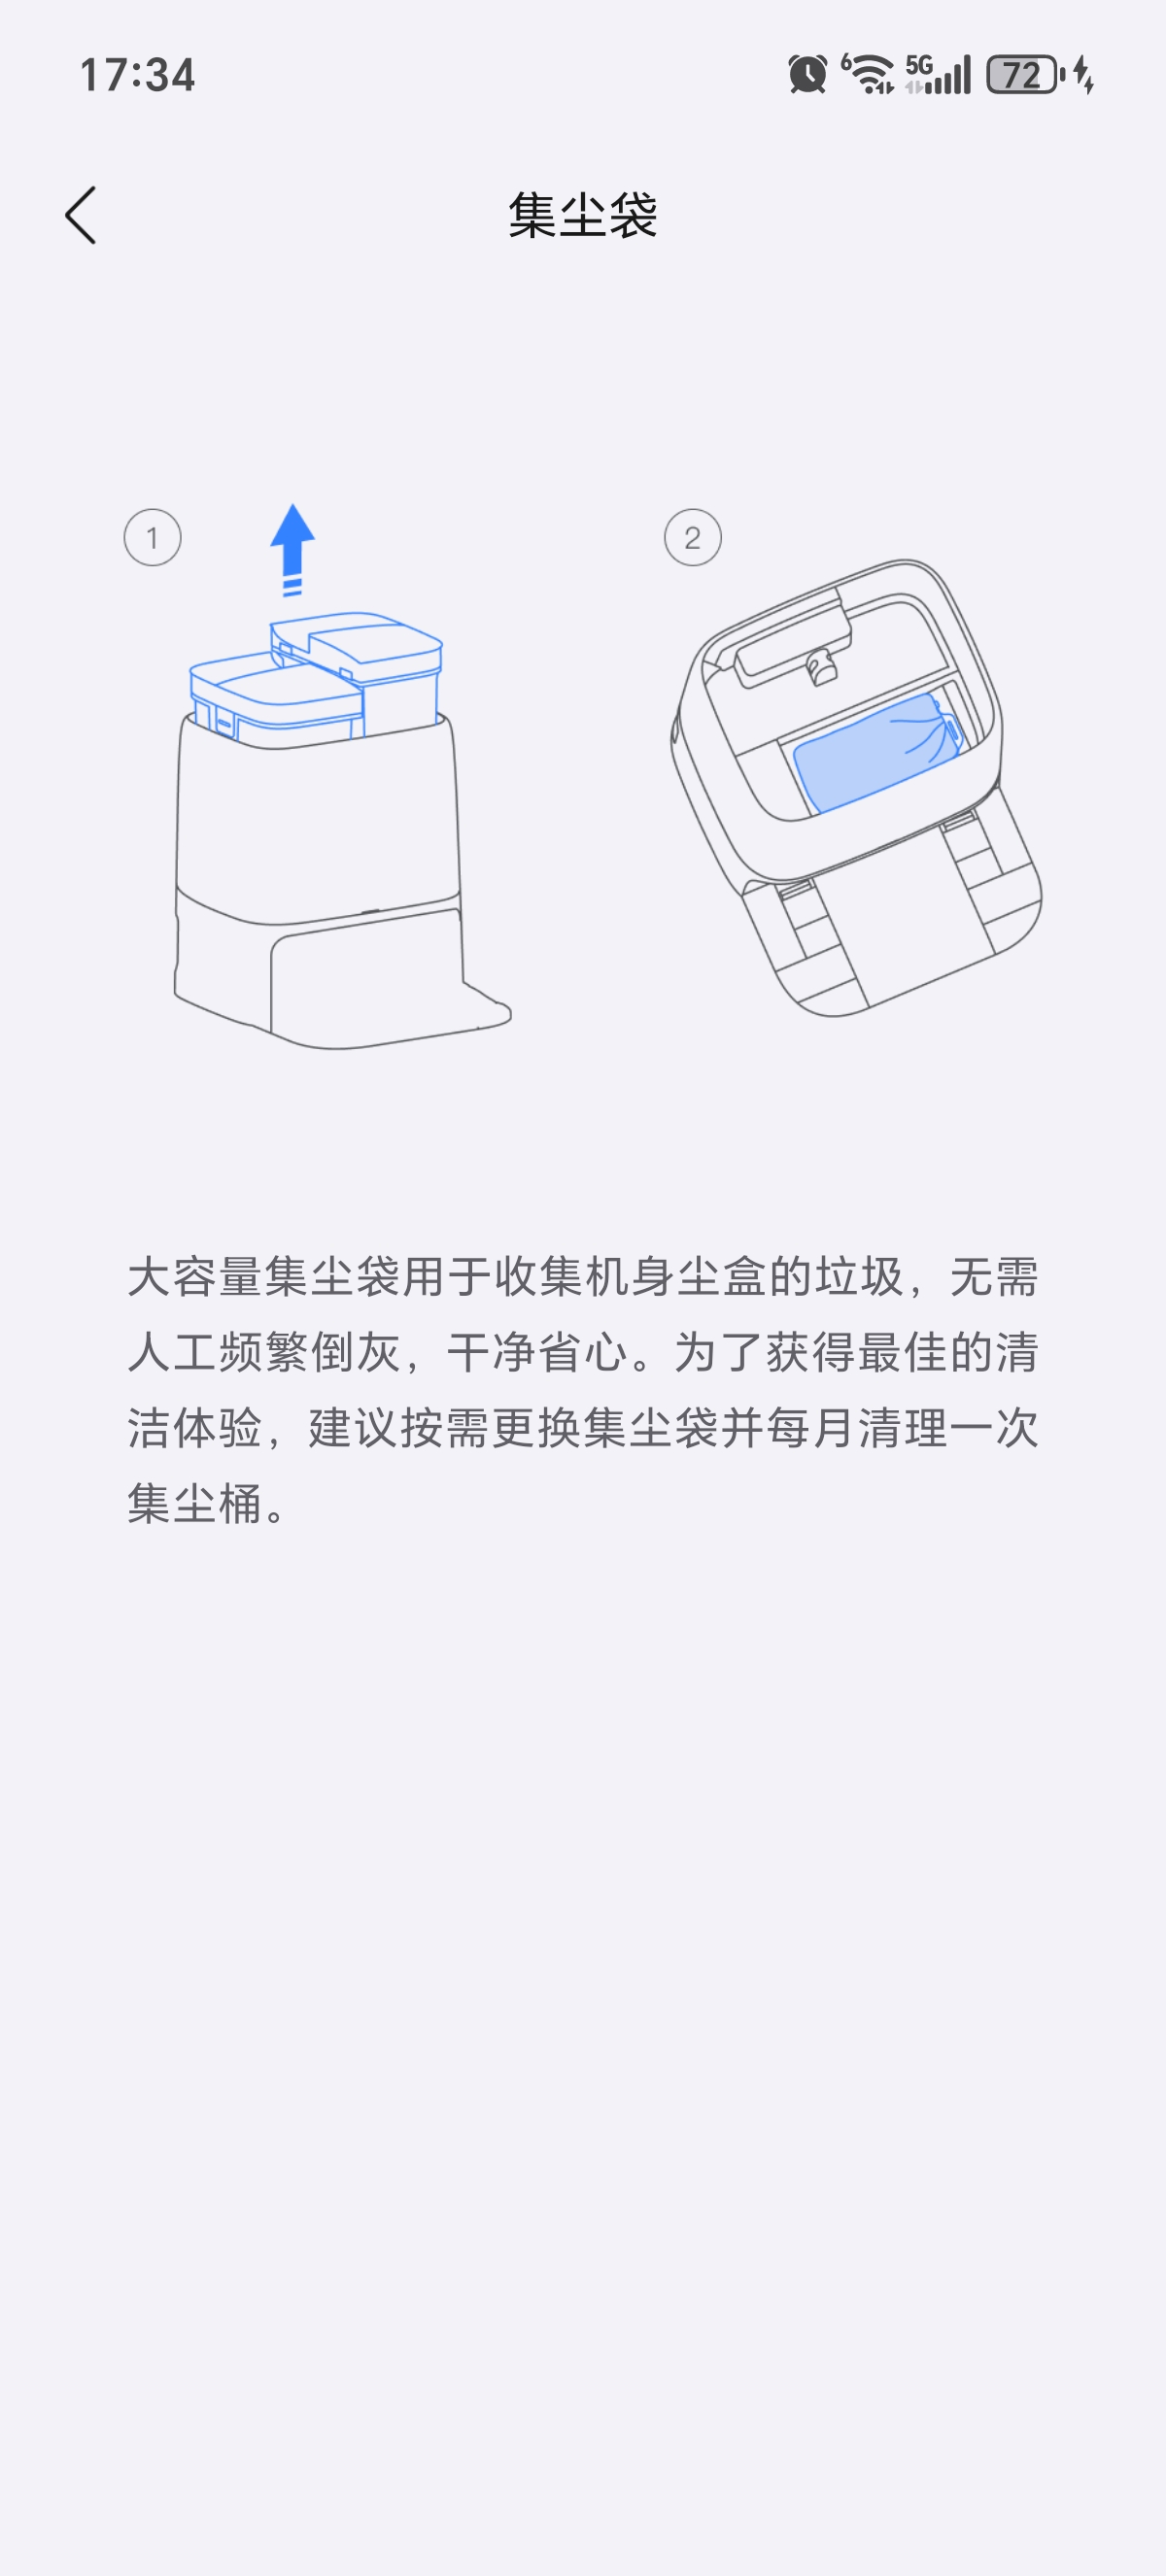 17:34
6 5G 72
集尘袋
1
2
大容量集尘袋用于收集机身尘盒的垃圾，无需
人工频繁倒灰，干净省心。为了获得最佳的清
洁体验，建议按需更换集尘袋并每月清理一次
集尘桶。